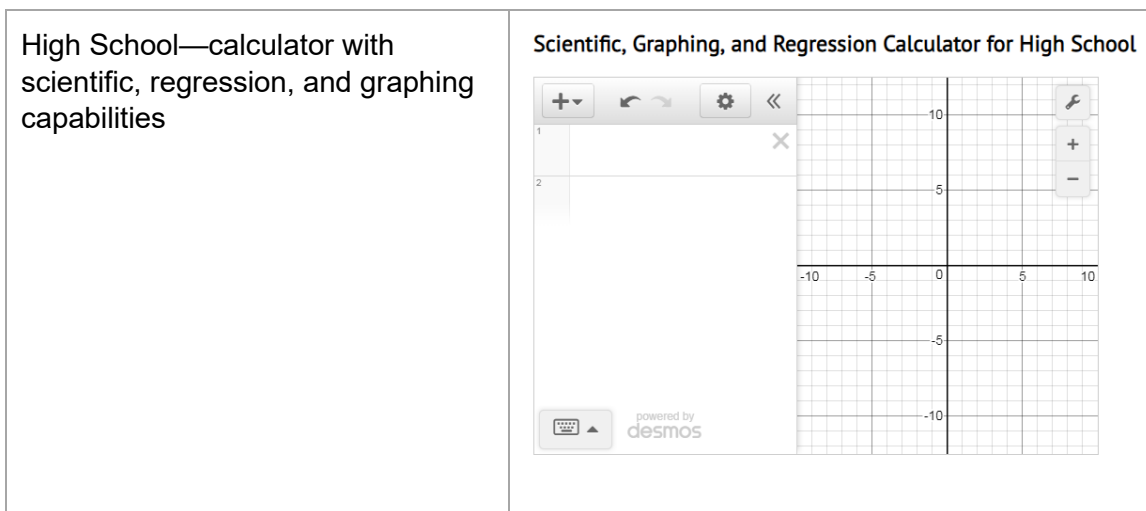 High School—calculator with
scientific, regression, and graphing
capabilities
Scientific, Graphing, and Regression Calculator for High School
1
2
powered by
desmos
10
5
-10 -5 0 5 10
-5
-10